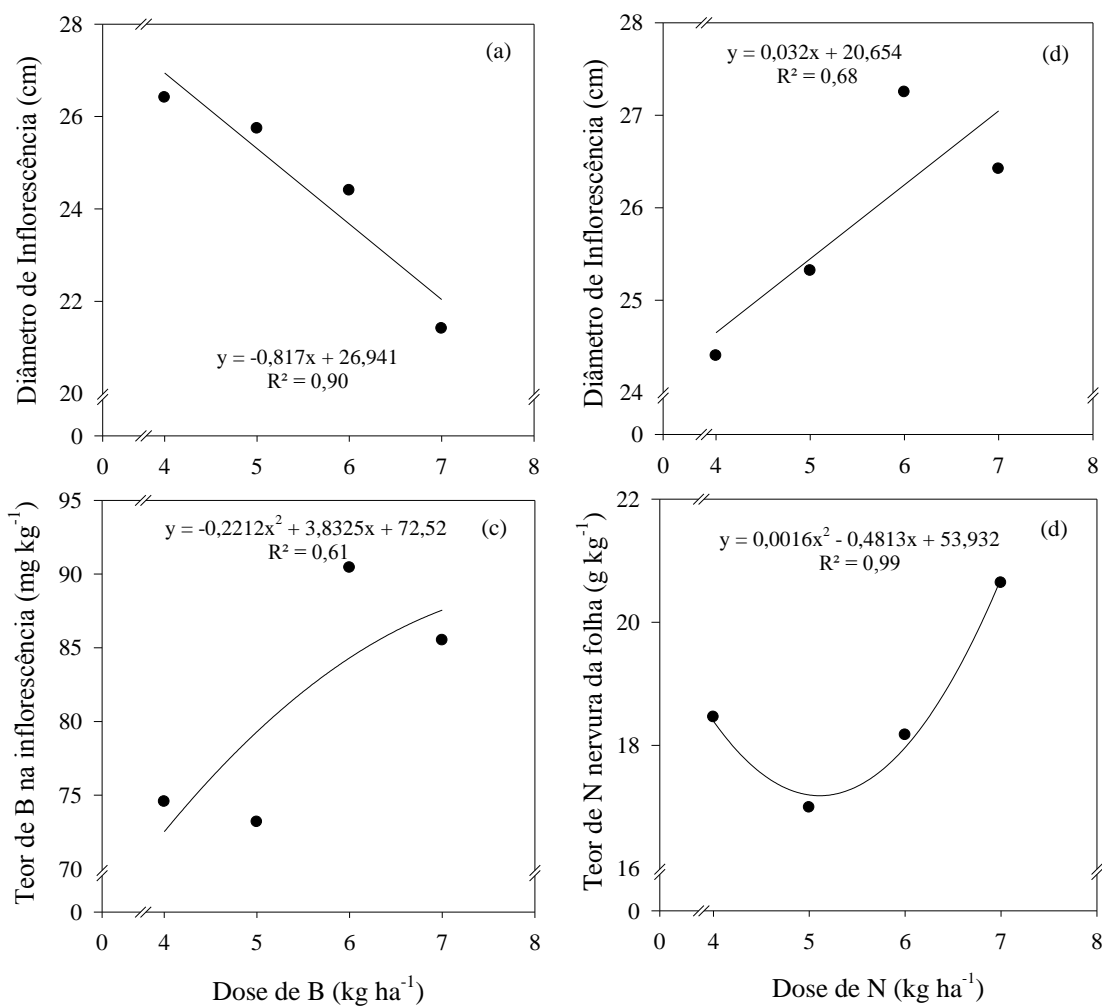 Diâmetro de Inflorescência (cm)
28
26
24
22
20
0
(a)
y = -0,817x + 26,941
R² = 0,90
0 4 5 6 7 8
Diâmetro de Inflorescência (cm)
28
27
26
25
24
0
y = 0,032x + 20,654
R² = 0,68
(d)
0 4 5 6 7 8
Teor de B na inflorescência (mg kg⁻¹)
95
90
85
80
75
70
0
y = -0,2212x² + 3,8325x + 72,52
R² = 0,61
(c)
0 4 5 6 7 8
Dose de B (kg ha⁻¹)
Teor de N nervura da folha (g kg⁻¹)
22
20
18
16
0
(d)
y = 0,0016x² - 0,4813x + 53,932
R² = 0,99
0 4 5 6 7 8
Dose de N (kg ha⁻¹)